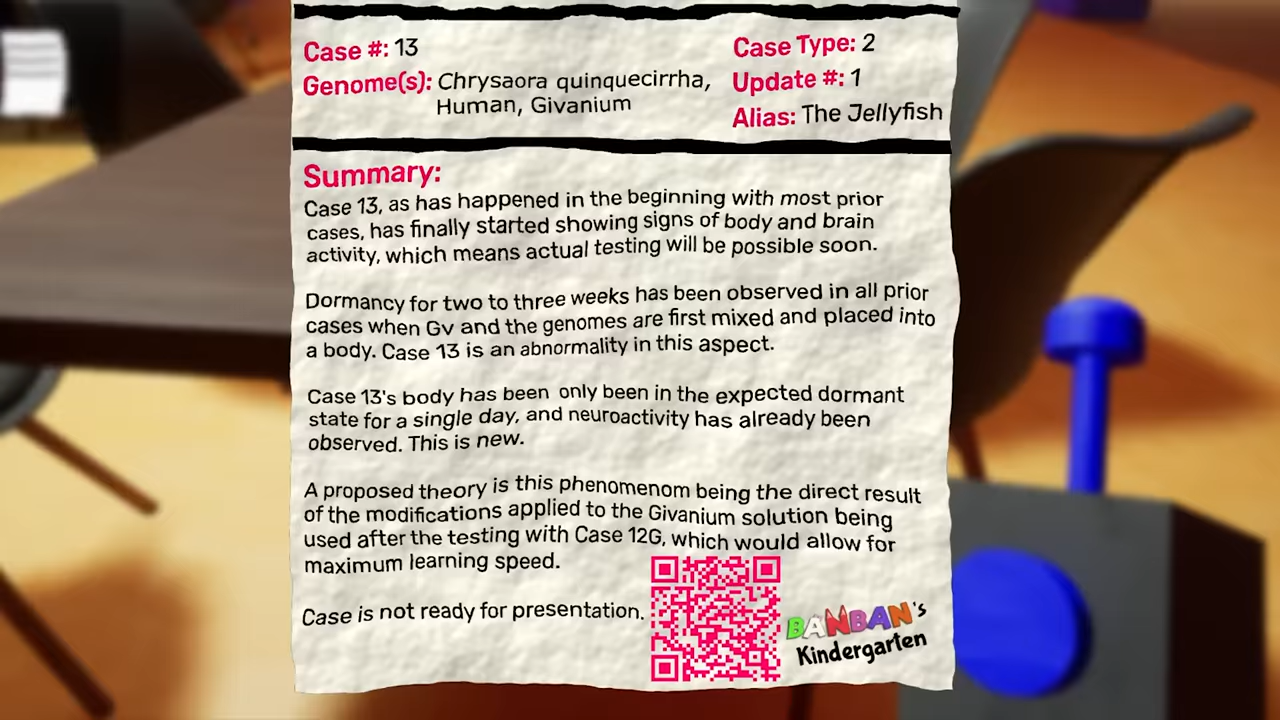 Case #: 13
Genome(s): Chrysaora quinquecirrha,
Human, Givanium
Case Type: 2
Update #: 1
Alias: The Jellyfish
Summary:
Case 13, as has happened in the beginning with most prior
cases, has finally started showing signs of body and brain
activity, which means actual testing will be possible soon.
Dormancy for two to three weeks has been observed in all prior
cases when Gv and the genomes are first mixed and placed into
a body. Case 13 is an abnormality in this aspect.
Case 13's body has been only been in the expected dormant
state for a single day, and neuroactivity has already been
observed. This is new.
A proposed theory is this phenomenom being the direct result
of the modifications applied to the Givanium solution being
used after the testing with Case 12G, which would allow for
maximum learning speed.
Case is not ready for presentation.
BANBAN's
Kindergarten